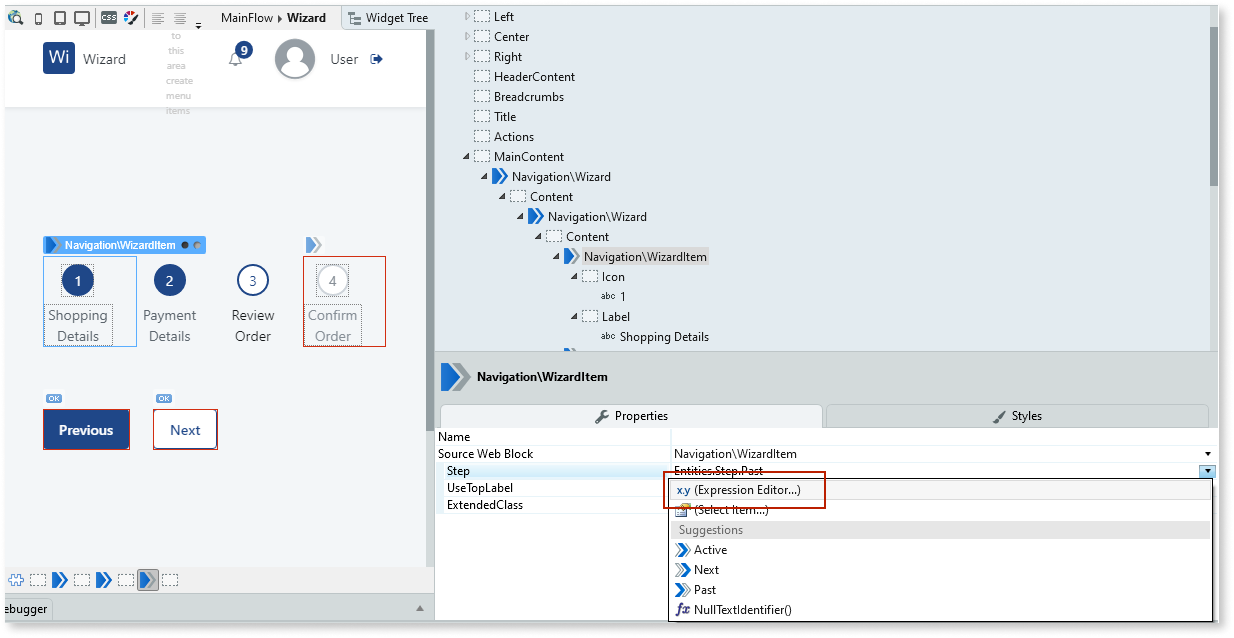 CSS
MainFlow Wizard
Widget Tree
to
this
area
create
menu
items
Wi Wizard
9
User
Navigation\WizardItem
1
2
3
4
Shopping
Details
Payment
Details
Review
Order
Confirm
Order
OK
OK
Previous
Next
ebugger
Left
Center
Right
HeaderContent
Breadcrumbs
Title
Actions
MainContent
Navigation\Wizard
Content
Navigation\Wizard
Content
Navigation\WizardItem
Icon
abc 1
Label
abc Shopping Details
Navigation\WizardItem
Properties
Styles
Name
Source Web Block Navigation\WizardItem
Step Entities.Step.Past
UseTopLabel
ExtendedClass
x.y (Expression Editor...)
(Select Item...)
Suggestions
Active
Next
Past
fx NullTextIdentifier()